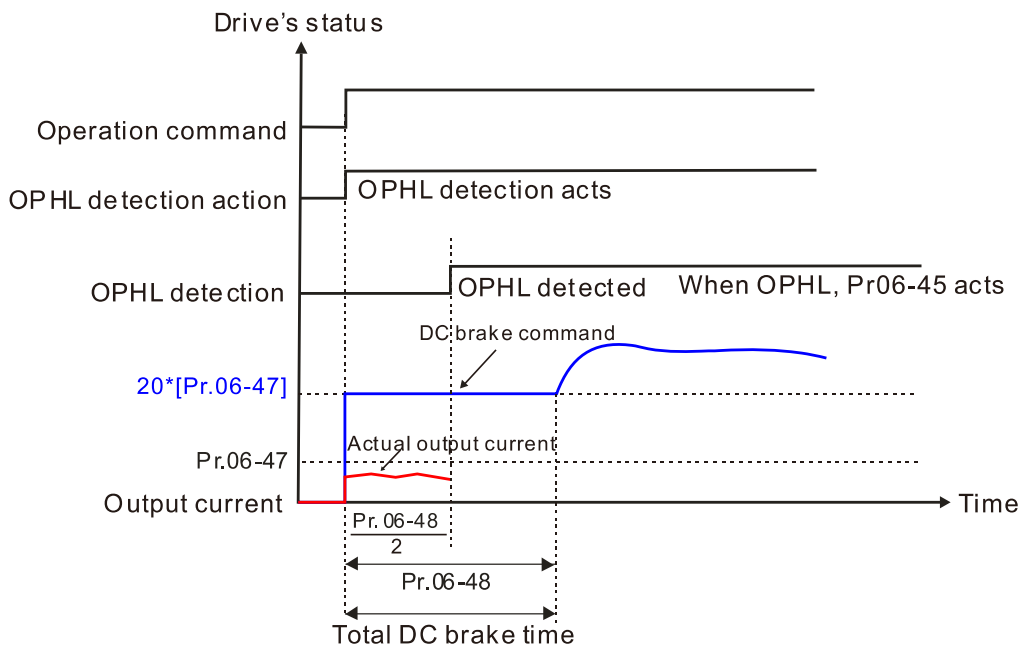 Drive's status
Operation command
OPHL detection action
OPHL detection acts
OPHL detection
OPHL detected
When OPHL, Pr06-45 acts
DC brake command
20*[Pr.06-47]
Actual output current
Pr.06-47
Output current
Time
Pr. 06-48
2
Pr.06-48
Total DC brake time